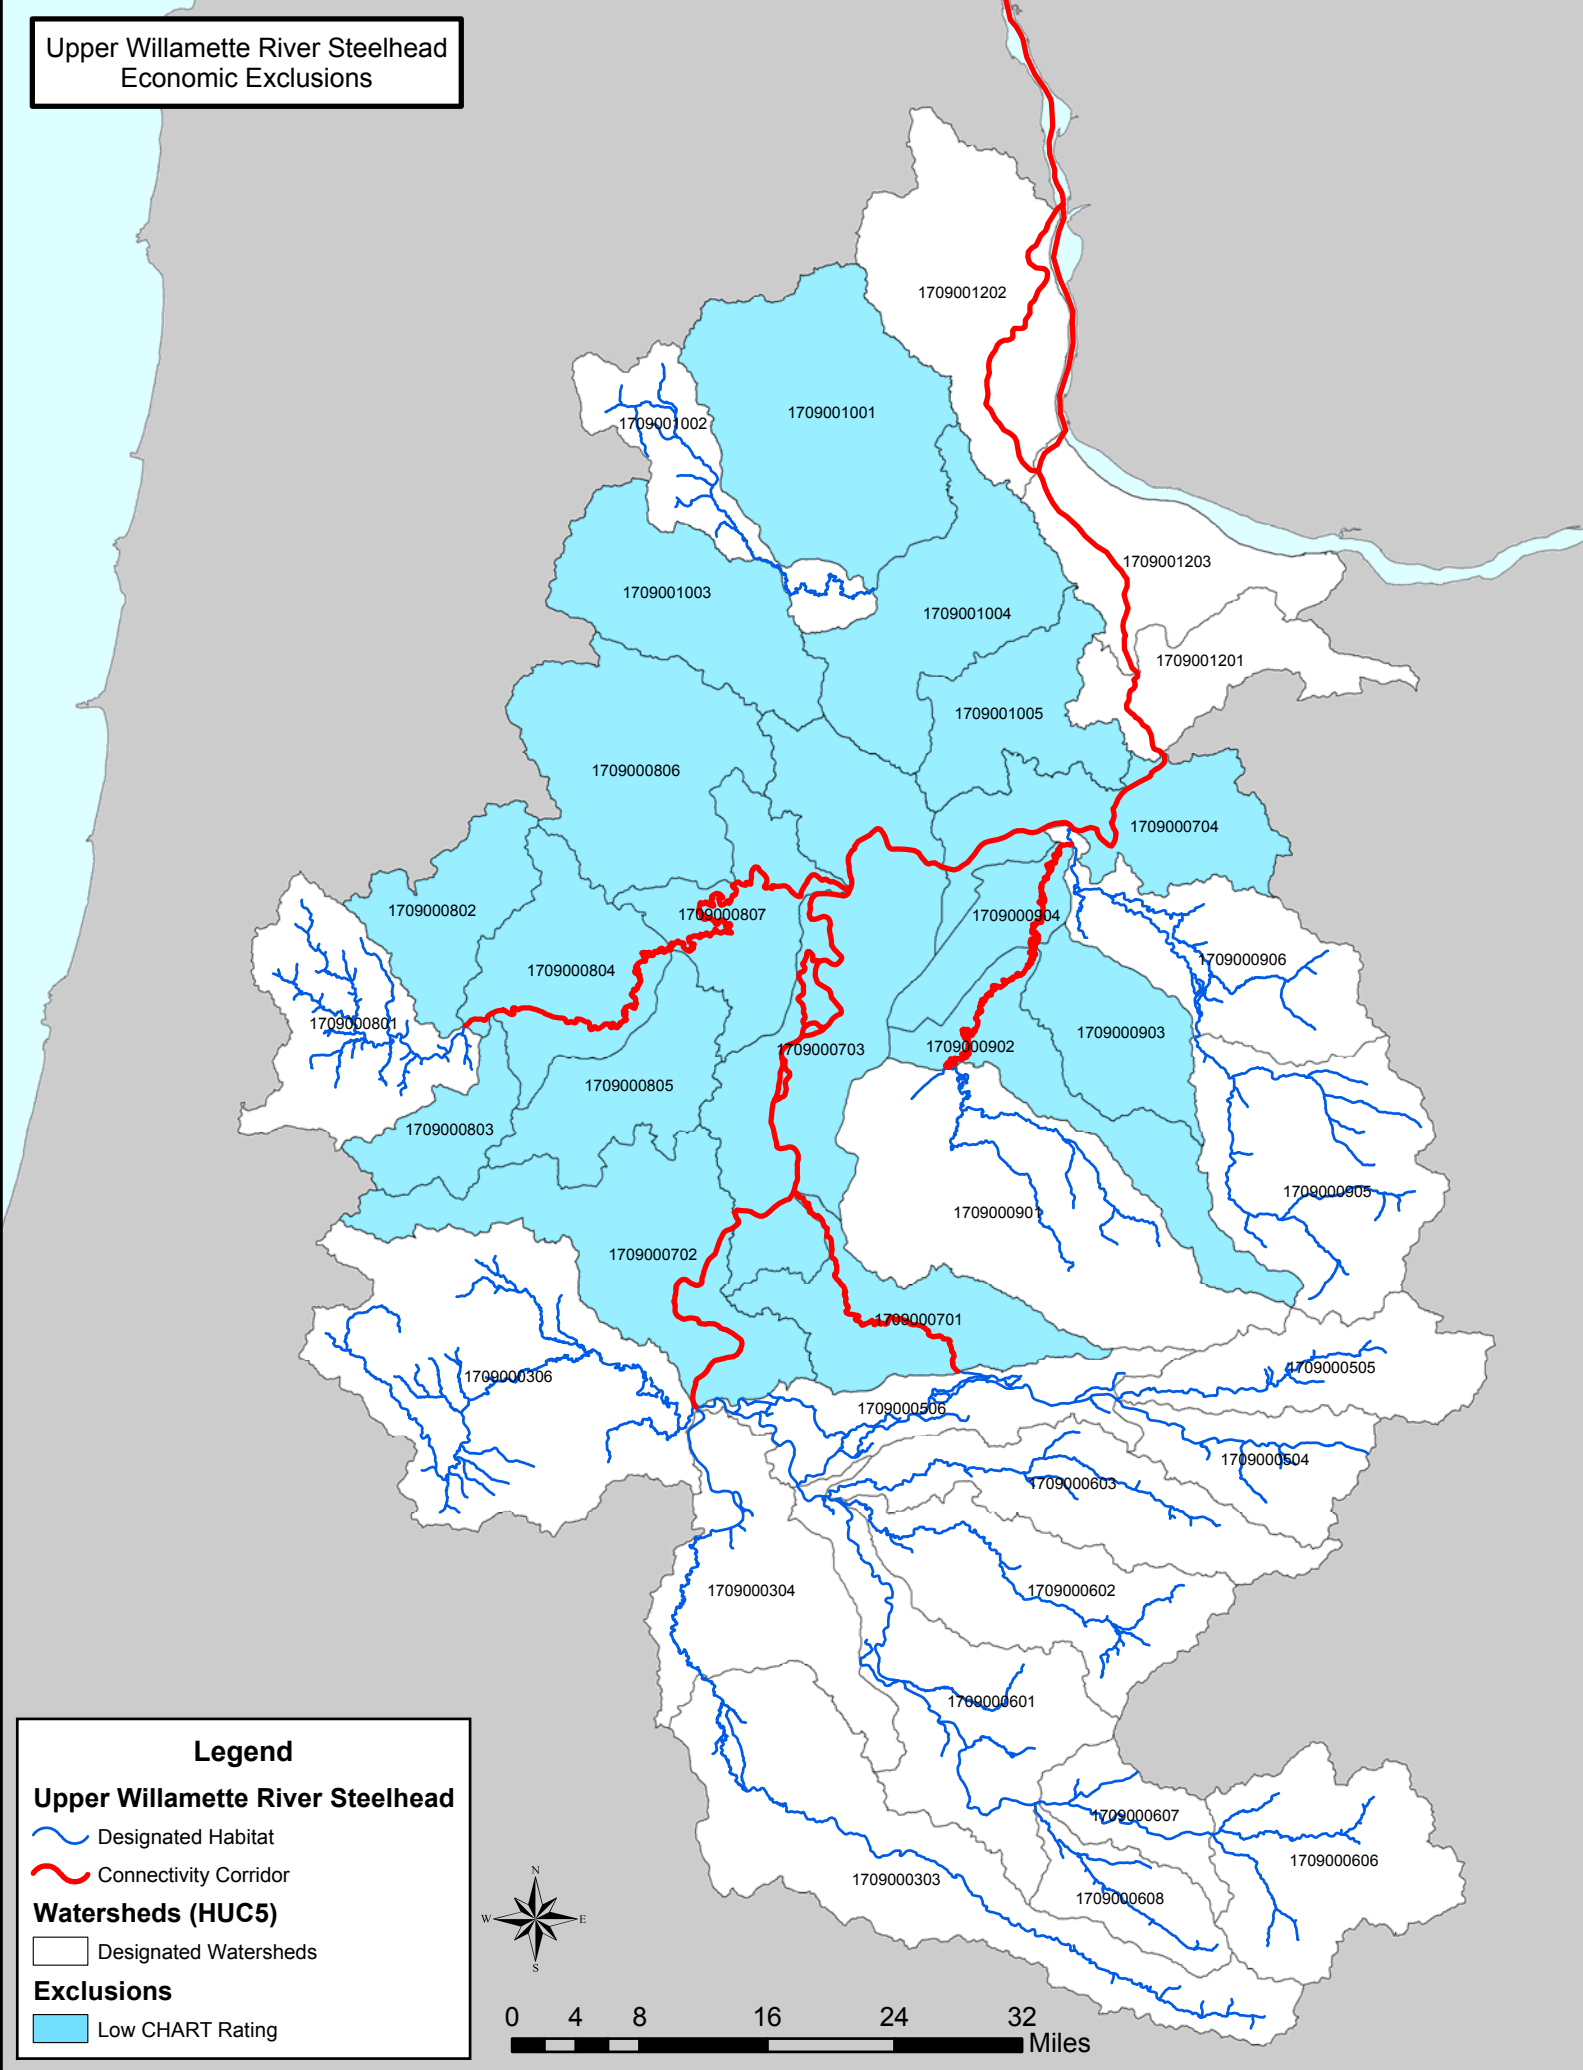 Upper Willamette River Steelhead
Economic Exclusions
1709001202
1709001001
1709001002
1709001203
1709001003
1709001004
1709001201
1709001005
1709000806
1709000704
1709000802
1709000807
1709000904
1709000804
1709000906
1709000801
1709000903
1709000902
1709000703
1709000805
1709000803
1709000905
1709000901
1709000702
1709000701
1709000505
1709000306
1709000506
1709000504
1709000603
1709000304
1709000602
1709000601
1709000607
1709000606
1709000303
1709000608
Legend
Upper Willamette River Steelhead
Designated Habitat
Connectivity Corridor
Watersheds (HUC5)
Designated Watersheds
Exclusions
Low CHART Rating
N
W E
S
0 4 8 16 24 32
Miles